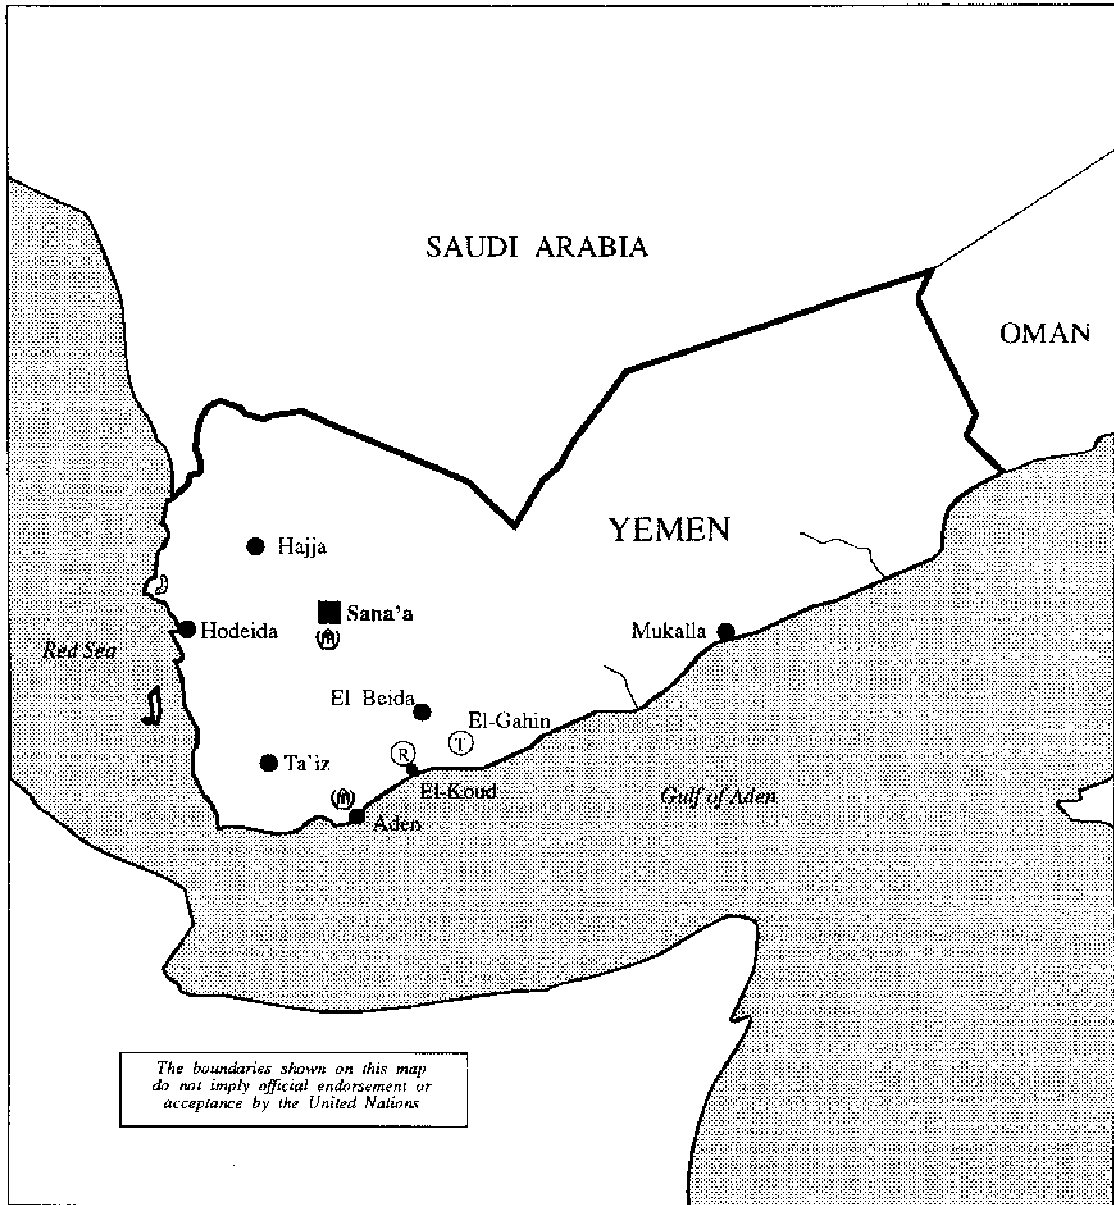 SAUDI ARABIA
OMAN
YEMEN
Hajja
Sana'a
Hodeida
Mukalla
Red Sea
El Beida
El-Gahin
T
R
Ta'iz
El-Koud
Gulf of Aden
Aden
The boundaries shown on this map
do not imply official endorsement or
acceptance by the United Nations